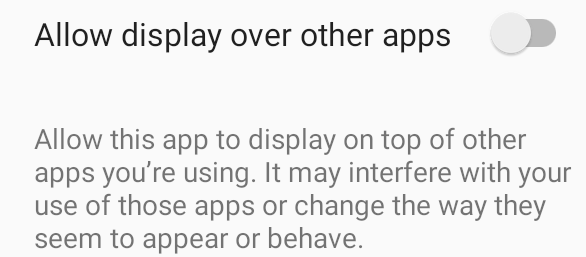 Allow display over other apps
Allow this app to display on top of other
apps you’re using. It may interfere with your
use of those apps or change the way they
seem to appear or behave.